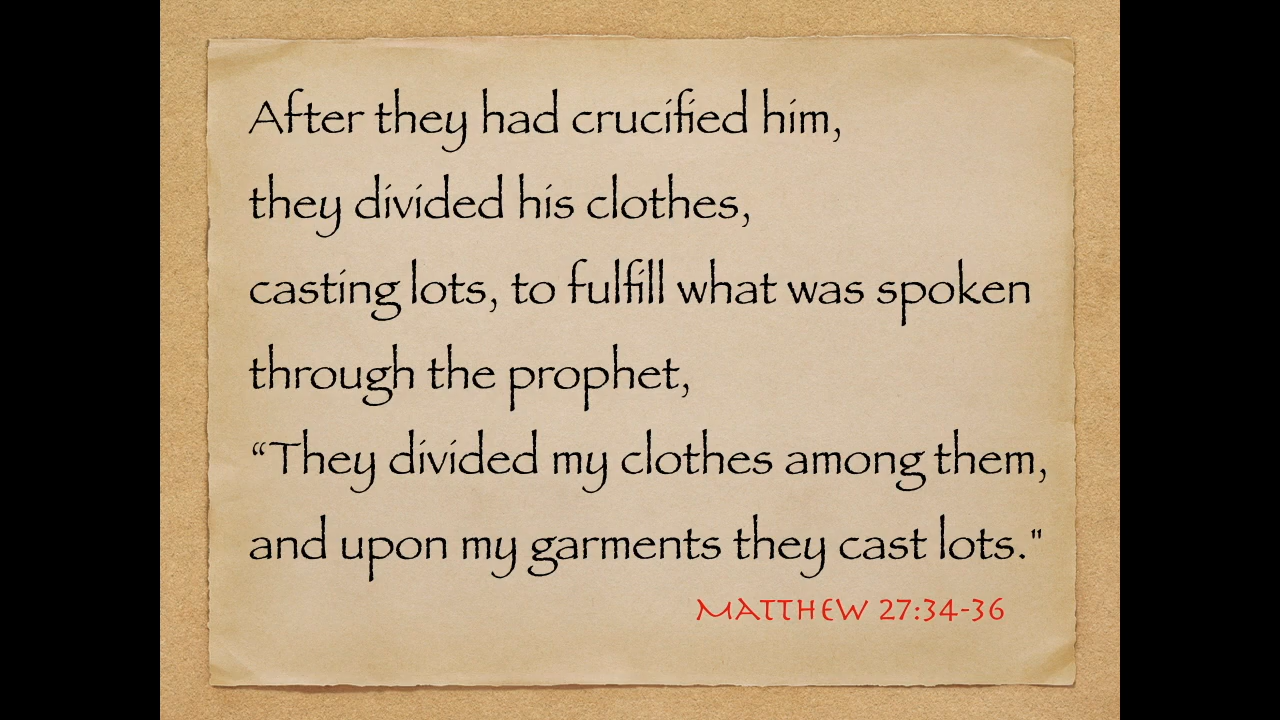 After they had crucified him,
they divided his clothes,
casting lots, to fulfill what was spoken
through the prophet,
“They divided my clothes among them,
and upon my garments they cast lots."
MATTHEW 27:34-36